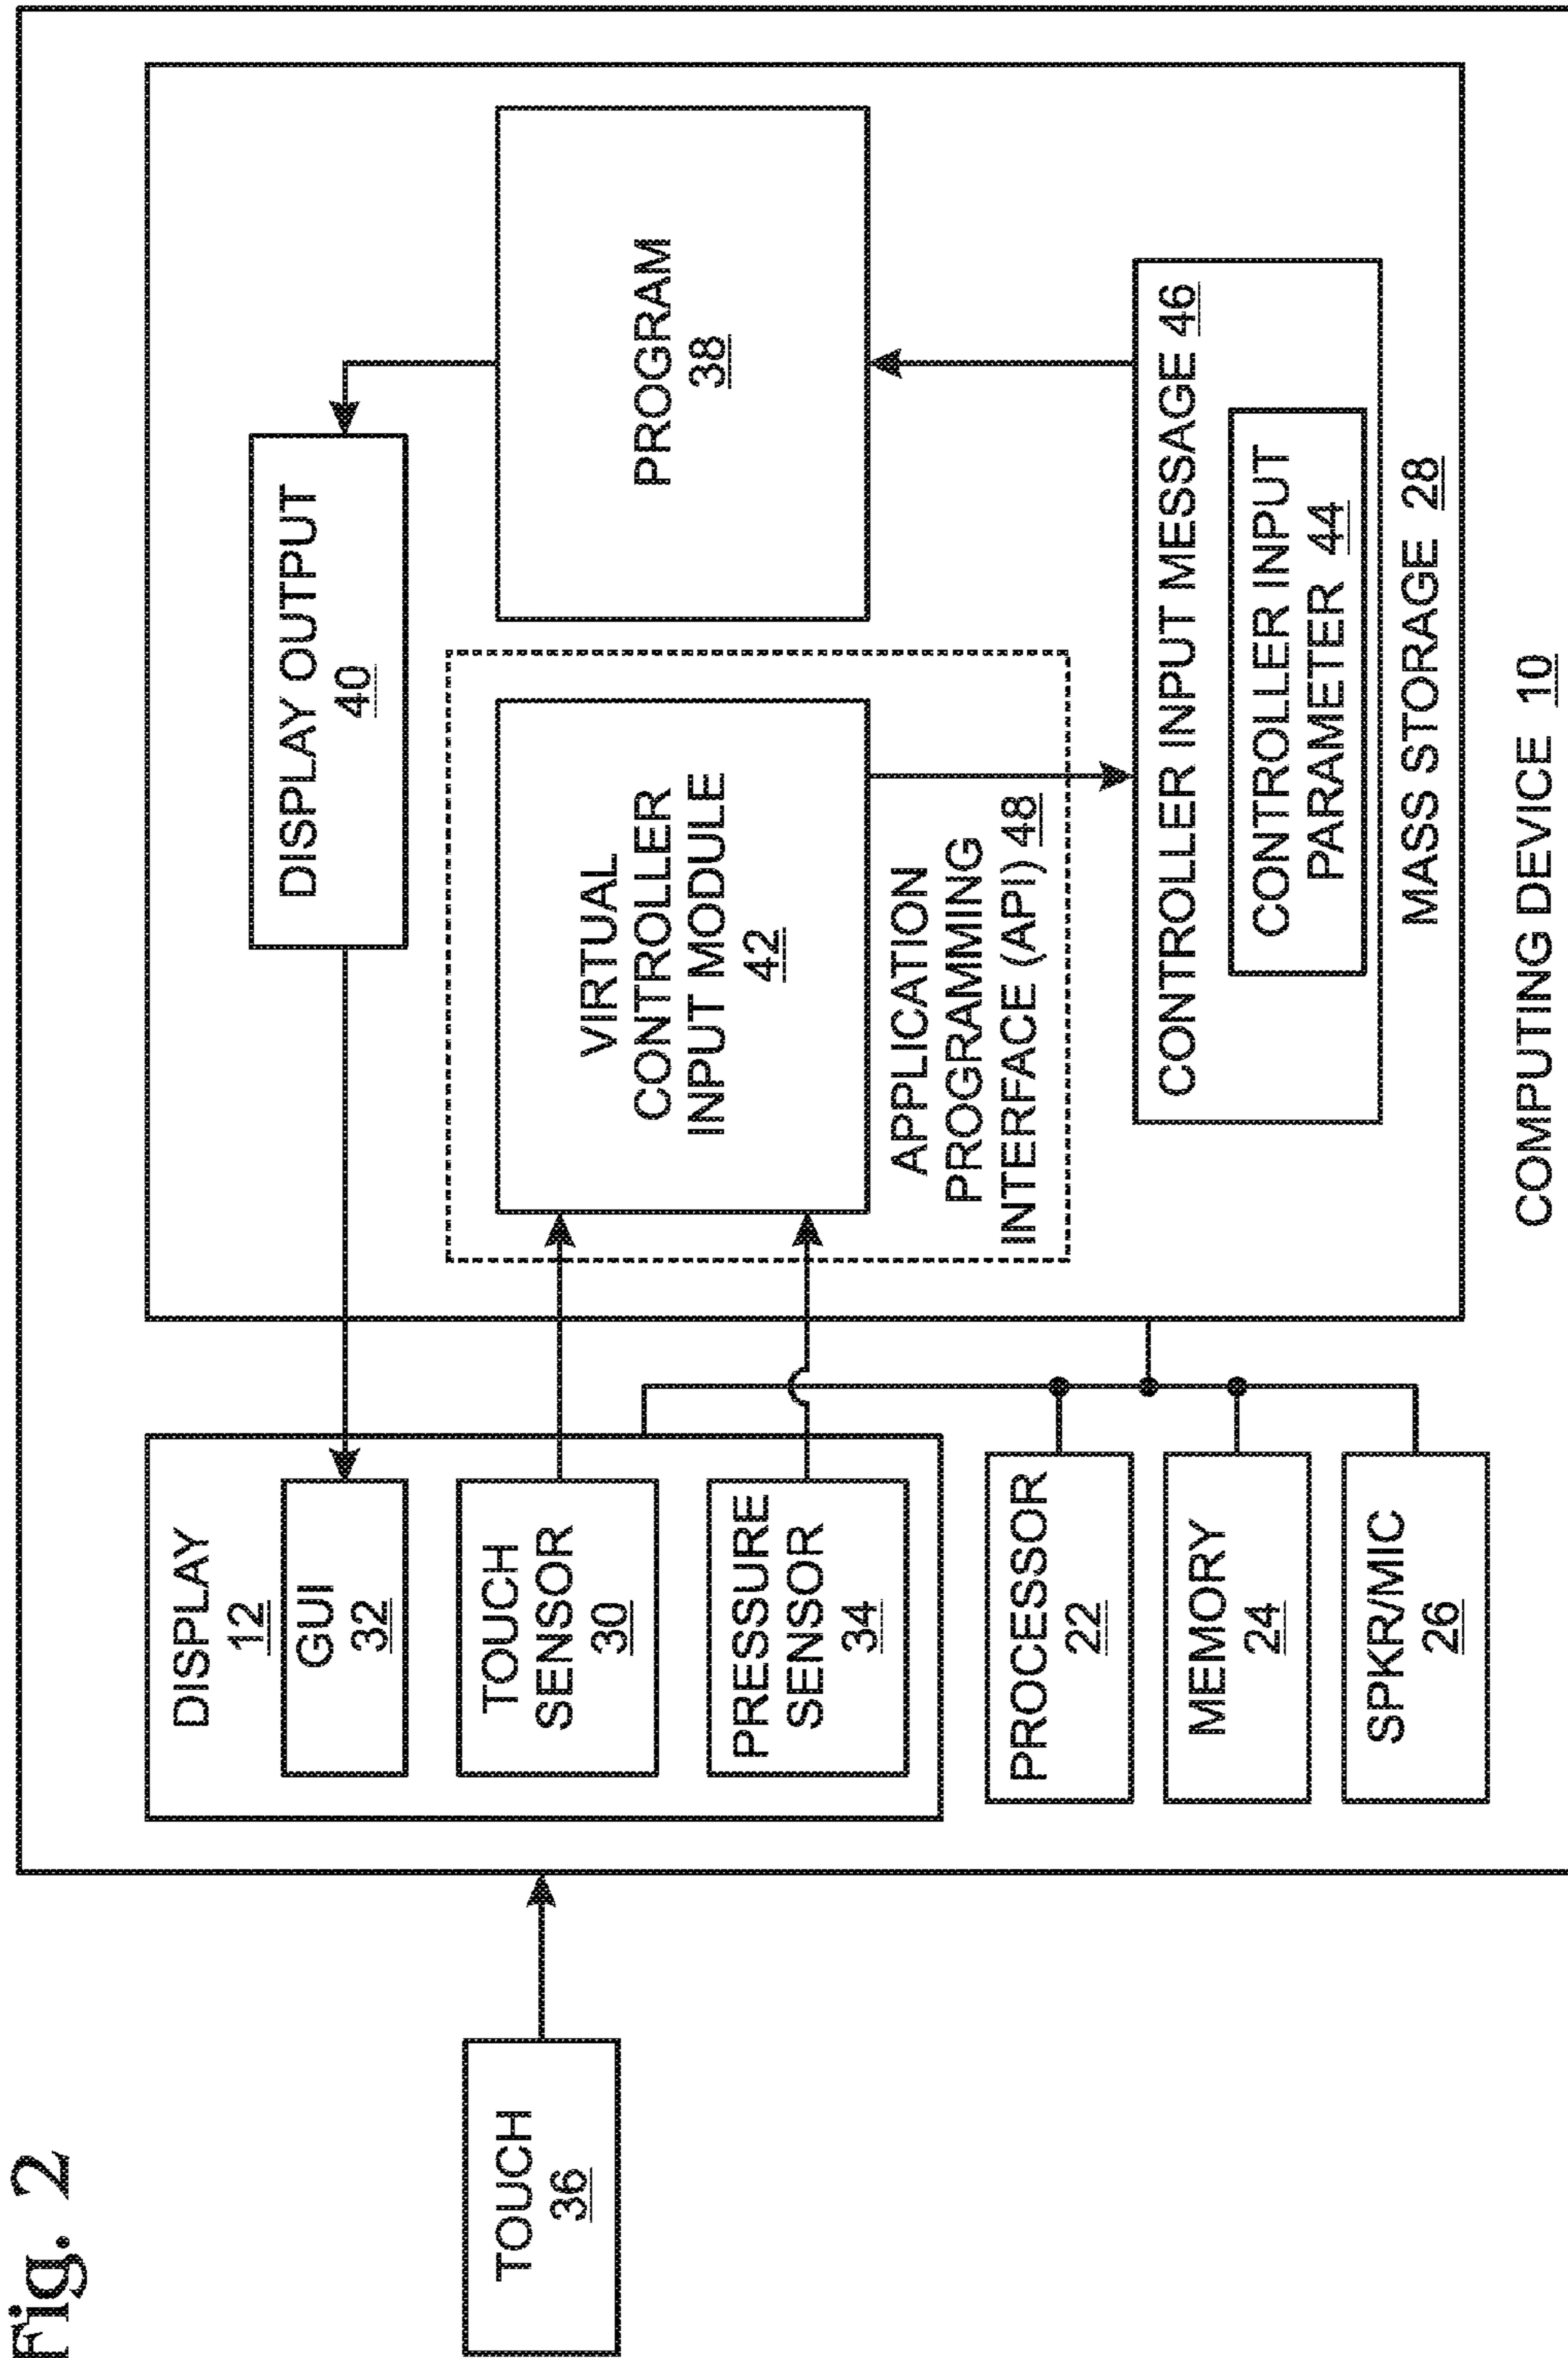 Fig. 2
TOUCH
36
DISPLAY
12
GUI
32
TOUCH
SENSOR
30
PRESSURE
SENSOR
34
PROCESSOR
22
MEMORY
24
SPKR/MIC
26
DISPLAY OUTPUT
40
VIRTUAL
CONTROLLER
INPUT MODULE
42
APPLICATION
PROGRAMMING
INTERFACE (API) 48
PROGRAM
38
CONTROLLER INPUT MESSAGE 46
CONTROLLER INPUT
PARAMETER 44
MASS STORAGE 28
COMPUTING DEVICE 10